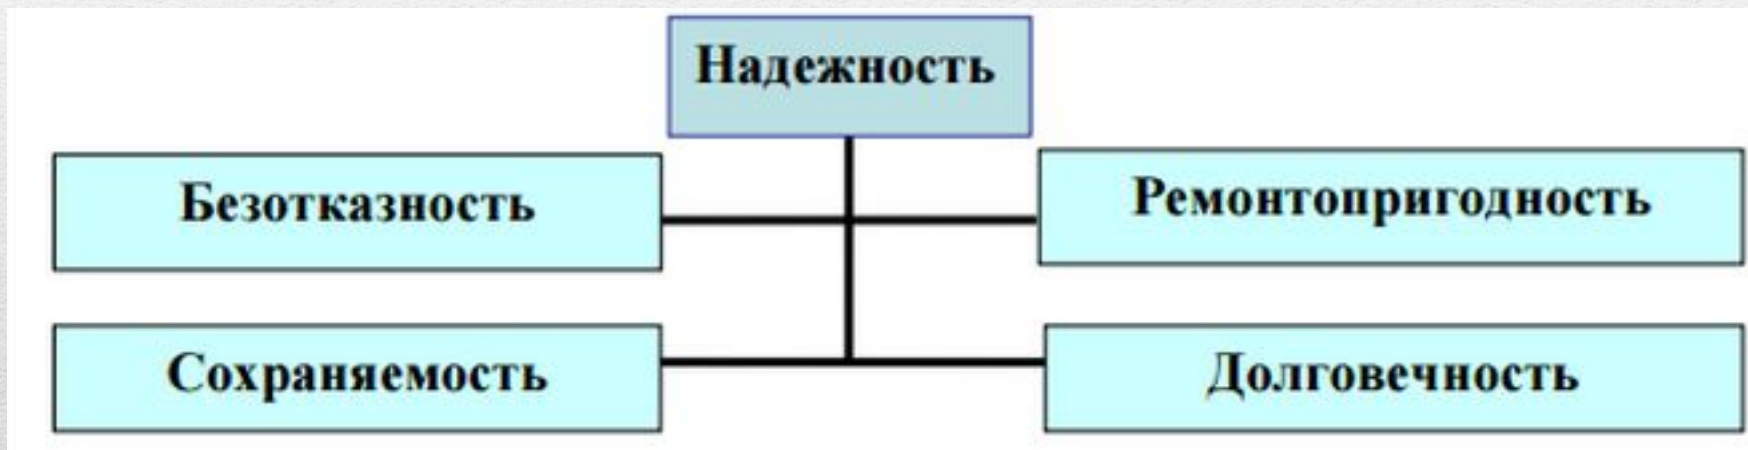 Надежность
Безотказность
Ремонтопригодность
Сохраняемость
Долговечность